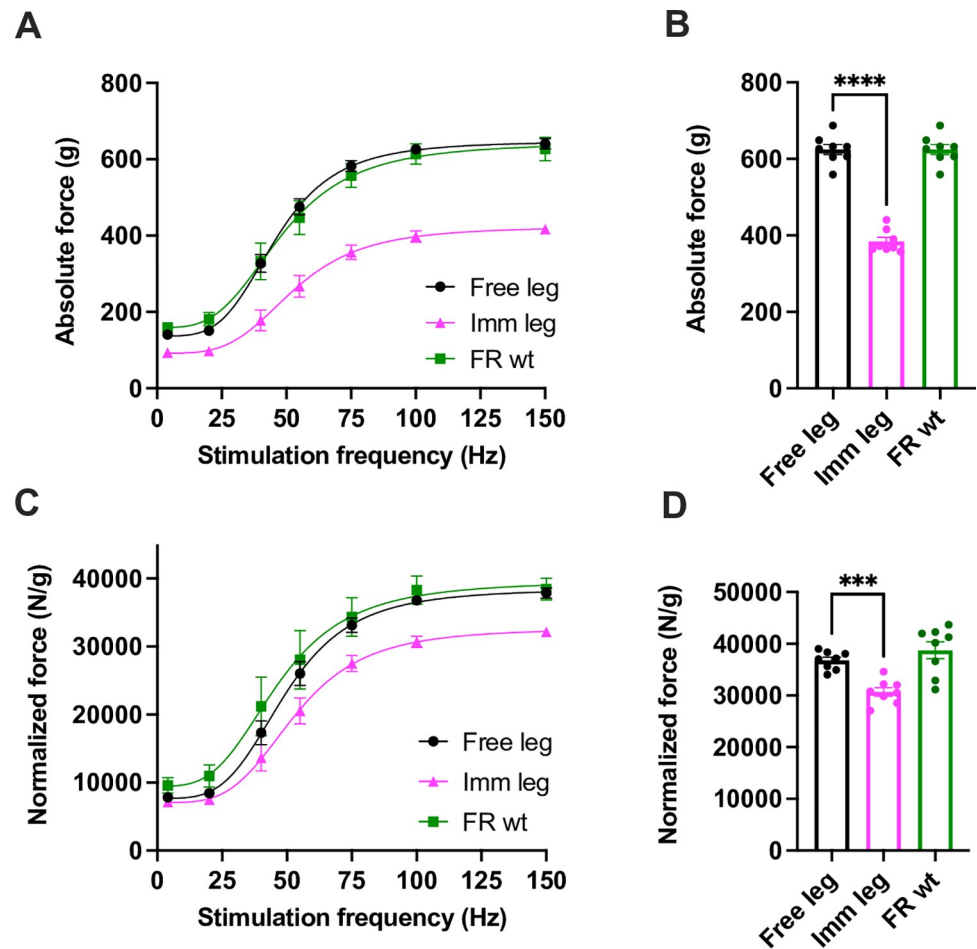 A
Absolute force (g)
800
600
400
200
0
0 25 50 75 100 125 150
Stimulation frequency (Hz)
Free leg
Imm leg
FR wt
B
Absolute force (g)
800
600
400
200
0
****
Free leg
Imm leg
FR wt
C
Normalized force (N/g)
40000
30000
20000
10000
0
0 25 50 75 100 125 150
Stimulation frequency (Hz)
Free leg
Imm leg
FR wt
D
Normalized force (N/g)
50000
40000
30000
20000
10000
0
***
Free leg
Imm leg
FR wt